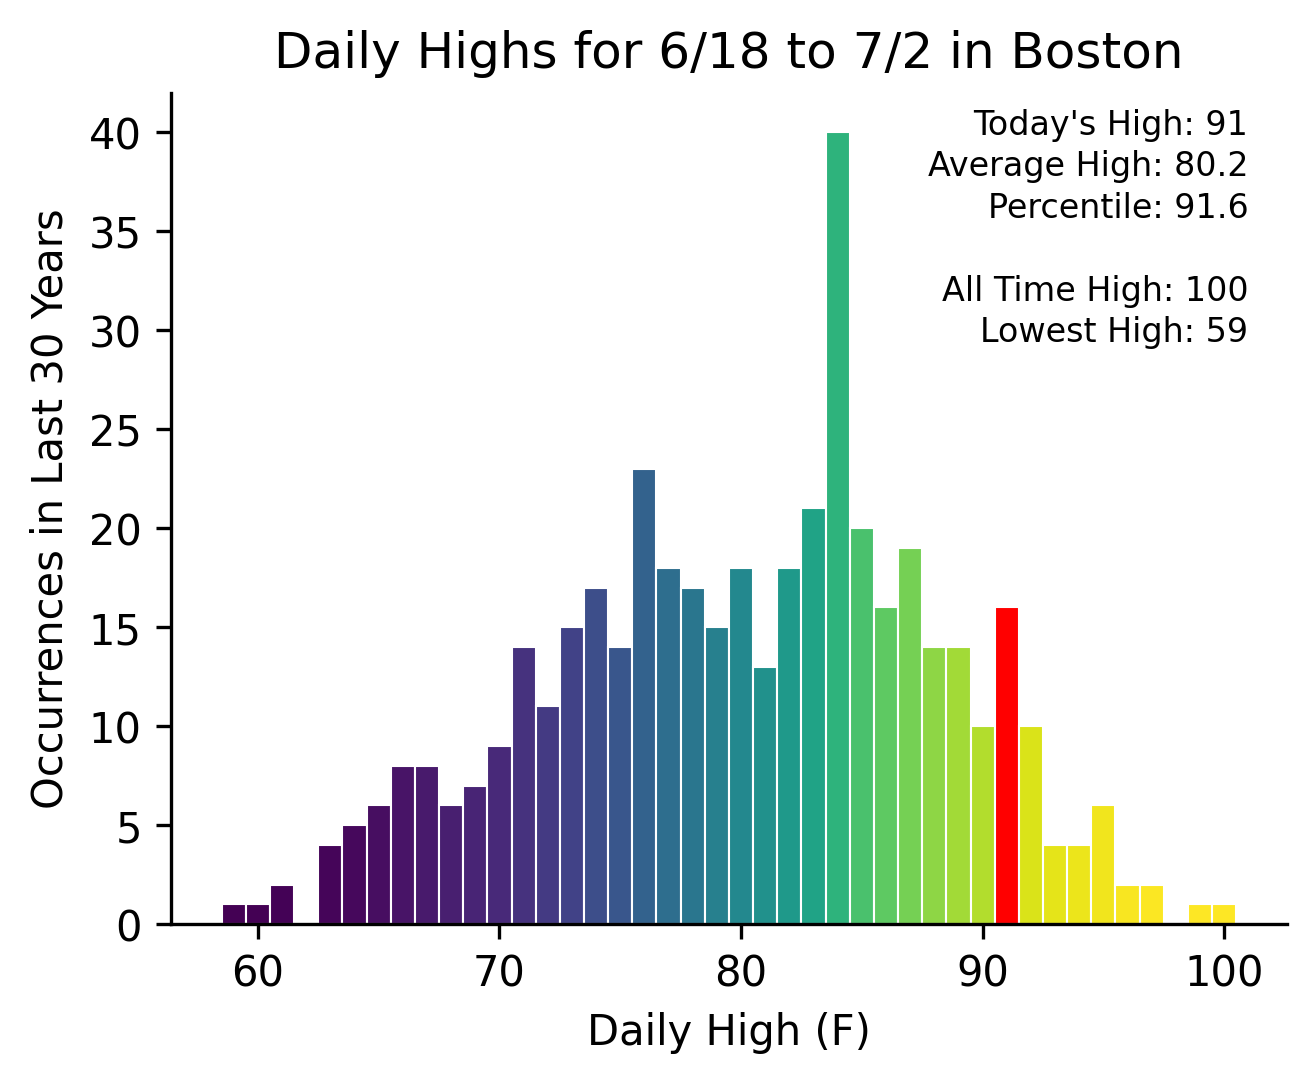 Daily Highs for 6/18 to 7/2 in Boston
Today's High: 91
Average High: 80.2
Percentile: 91.6
All Time High: 100
Lowest High: 59
Occurrences in Last 30 Years
40
35
30
25
20
15
10
5
0
60 70 80 90 100
Daily High (F)